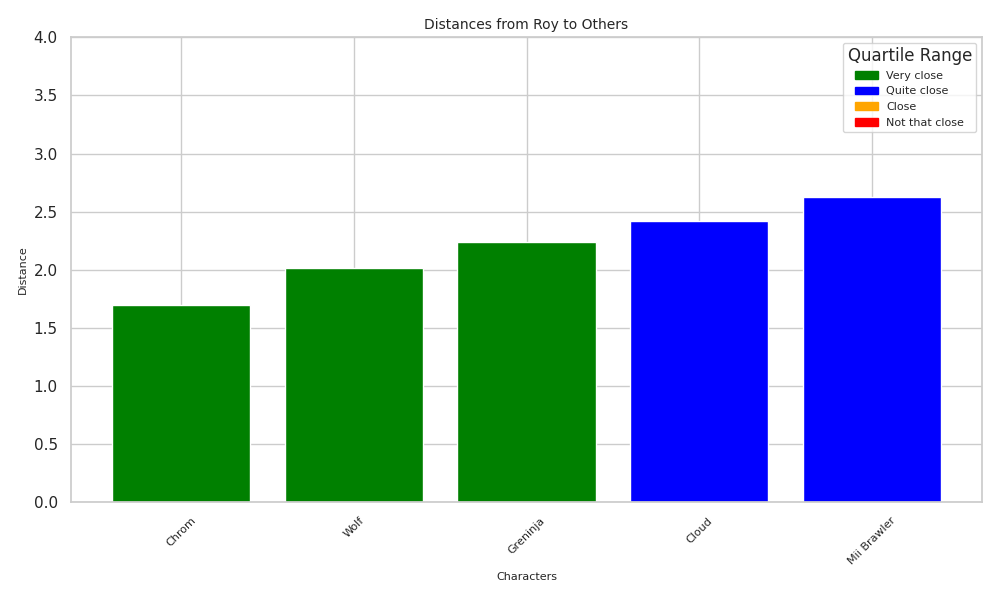 Distances from Roy to Others
4.0
3.5
3.0
2.5
2.0
1.5
1.0
0.5
0.0
Distance
Quartile Range
Very close
Quite close
Close
Not that close
Chrom
Wolf
Greninja
Cloud
Mii Brawler
Characters